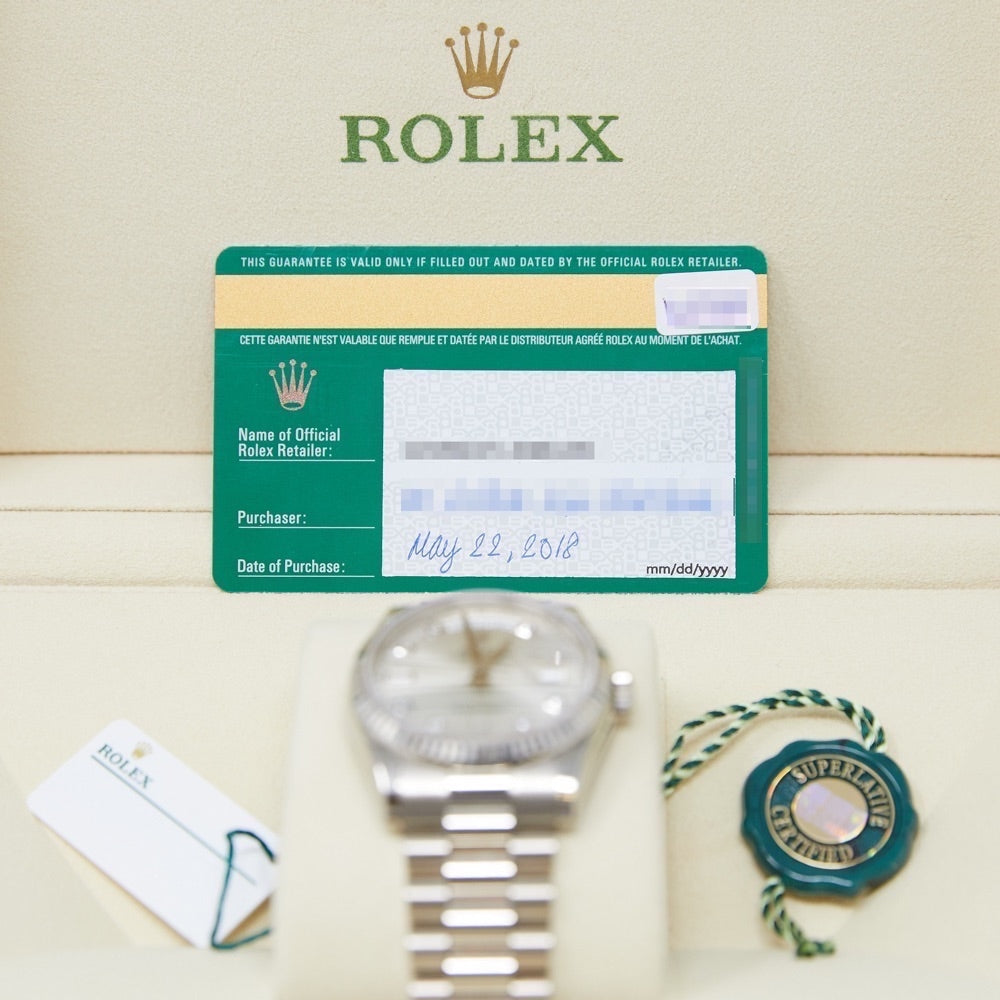 ROLEX
THIS GUARANTEE IS VALID ONLY IF FILLED OUT AND DATED BY THE OFFICIAL ROLEX RETAILER.
CETTE GARANTIE N'EST VALABLE QUE REMPLIE ET DATÉE PAR LE DISTRIBUTEUR AGRÉÉ ROLEX AU MOMENT DE L'ACHAT.
Name of Official
Rolex Retailer:
Purchaser:
Date of Purchase:
May 22, 2018
mm/dd/yyyy
ROLEX
SUPERLATIVE
CERTIFIED